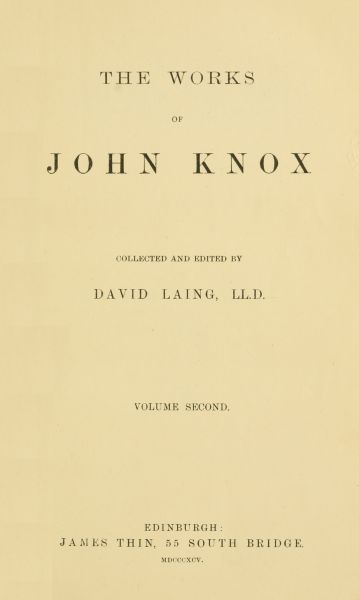 THE WORKS
OF
JOHN KNOX
COLLECTED AND EDITED BY
DAVID LAING, LL.D.
VOLUME SECOND.
EDINBURGH:
JAMES THIN, 55 SOUTH BRIDGE.
MDCCCXCV.